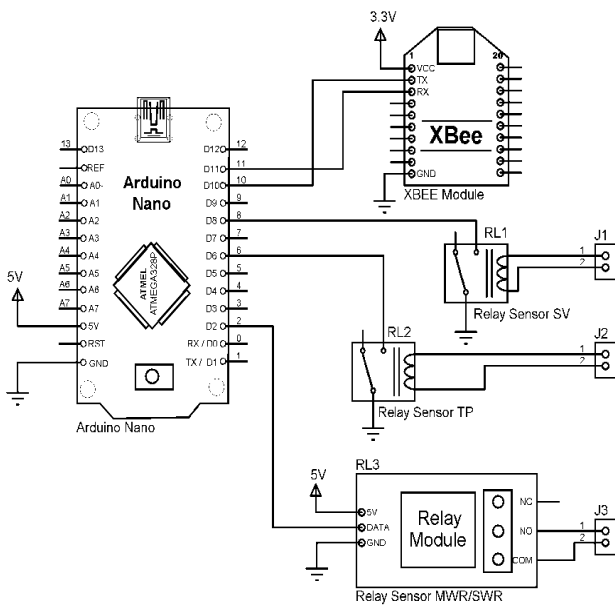 3.3V
1
20
VCC
TX
RX
XBee
GND
XBEE Module
13
D13
D12
12
REF
D11
11
A0
A0-
D10
10
A1
A1
D9
9
A2
A2
D8
8
A3
A3
D7
7
A4
A4
D6
6
A5
A5
D5
5
A6
A6
D4
4
A7
A7
D3
3
5V
5V
D2
2
RST
RX / D0
0
GND
TX / D1
1
Arduino
Nano
ATMEL
ATMEGA328P
Arduino Nano
RL1
Relay Sensor SV
J1
1
2
RL2
Relay Sensor TP
J2
1
2
RL3
5V
5V
DATA
GND
Relay
Module
NC
NO
COM
J3
1
2
Relay Sensor MWR/SWR